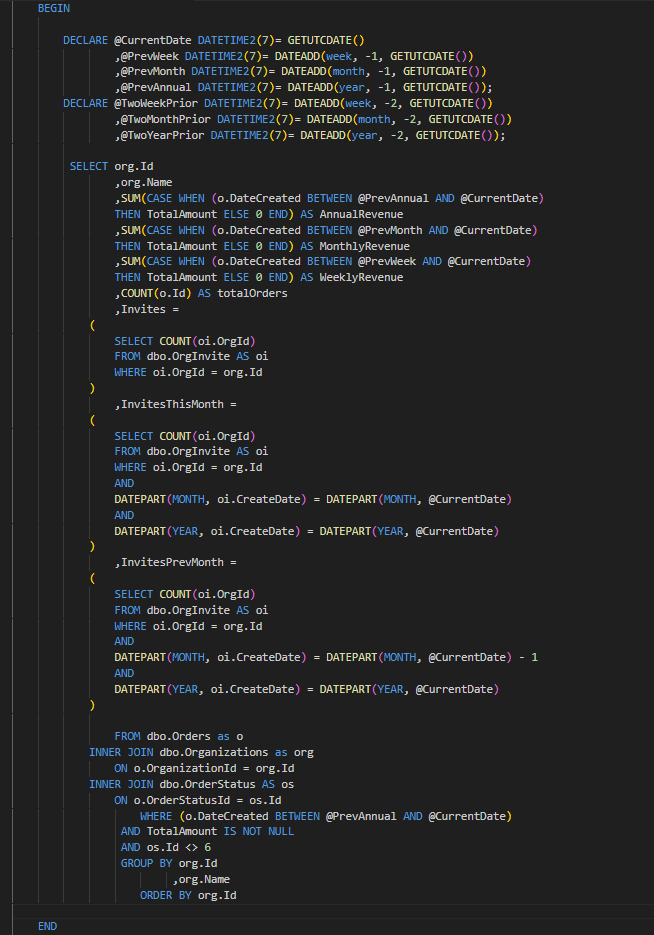 BEGIN
DECLARE @CurrentDate DATETIME2(7)= GETUTCDATE()
,@PrevWeek DATETIME2(7)= DATEADD(week, -1, GETUTCDATE())
,@PrevMonth DATETIME2(7)= DATEADD(month, -1, GETUTCDATE())
,@PrevAnnual DATETIME2(7)= DATEADD(year, -1, GETUTCDATE());
DECLARE @TwoWeekPrior DATETIME2(7)= DATEADD(week, -2, GETUTCDATE())
,@TwoMonthPrior DATETIME2(7)= DATEADD(month, -2, GETUTCDATE())
,@TwoYearPrior DATETIME2(7)= DATEADD(year, -2, GETUTCDATE());
SELECT org.Id
,org.Name
,SUM(CASE WHEN (o.DateCreated BETWEEN @PrevAnnual AND @CurrentDate)
THEN TotalAmount ELSE 0 END) AS AnnualRevenue
,SUM(CASE WHEN (o.DateCreated BETWEEN @PrevMonth AND @CurrentDate)
THEN TotalAmount ELSE 0 END) AS MonthlyRevenue
,SUM(CASE WHEN (o.DateCreated BETWEEN @PrevWeek AND @CurrentDate)
THEN TotalAmount ELSE 0 END) AS WeeklyRevenue
,COUNT(o.Id) AS totalOrders
,Invites =
(
SELECT COUNT(oi.OrgId)
FROM dbo.OrgInvite AS oi
WHERE oi.OrgId = org.Id
)
,InvitesThisMonth =
(
SELECT COUNT(oi.OrgId)
FROM dbo.OrgInvite AS oi
WHERE oi.OrgId = org.Id
AND
DATEPART(MONTH, oi.CreateDate) = DATEPART(MONTH, @CurrentDate)
AND
DATEPART(YEAR, oi.CreateDate) = DATEPART(YEAR, @CurrentDate)
)
,InvitesPrevMonth =
(
SELECT COUNT(oi.OrgId)
FROM dbo.OrgInvite AS oi
WHERE oi.OrgId = org.Id
AND
DATEPART(MONTH, oi.CreateDate) = DATEPART(MONTH, @CurrentDate) - 1
AND
DATEPART(YEAR, oi.CreateDate) = DATEPART(YEAR, @CurrentDate)
)
FROM dbo.Orders as o
INNER JOIN dbo.Organizations as org
ON o.OrganizationId = org.Id
INNER JOIN dbo.OrderStatus AS os
ON o.OrderStatusId = os.Id
WHERE (o.DateCreated BETWEEN @PrevAnnual AND @CurrentDate)
AND TotalAmount IS NOT NULL
AND os.Id <> 6
GROUP BY org.Id
,org.Name
ORDER BY org.Id
END